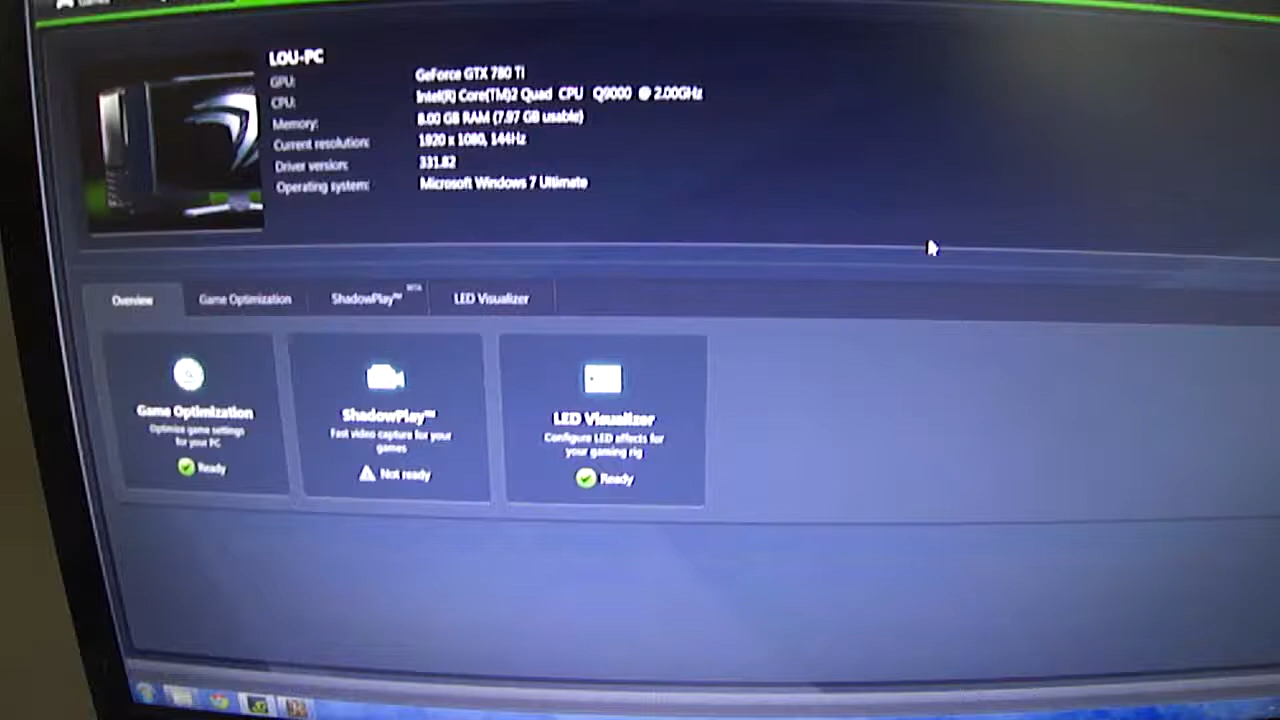 LOU-PC
GPU: GeForce GTX 780 Ti
CPU: Intel(R) Core(TM)2 Quad CPU Q9000 @ 2.00GHz
Memory: 8.00 GB RAM (7.97 GB usable)
Current resolution: 1920 x 1080, 144Hz
Driver version: 331.82
Operating system: Microsoft Windows 7 Ultimate
Overview Game Optimization ShadowPlay™ BETA LED Visualizer
Game Optimization
Optimize game settings
for your PC
Ready
ShadowPlay™
Fast video capture for your
games
Not ready
LED Visualizer
Configure LED effects for
your gaming rig
Ready